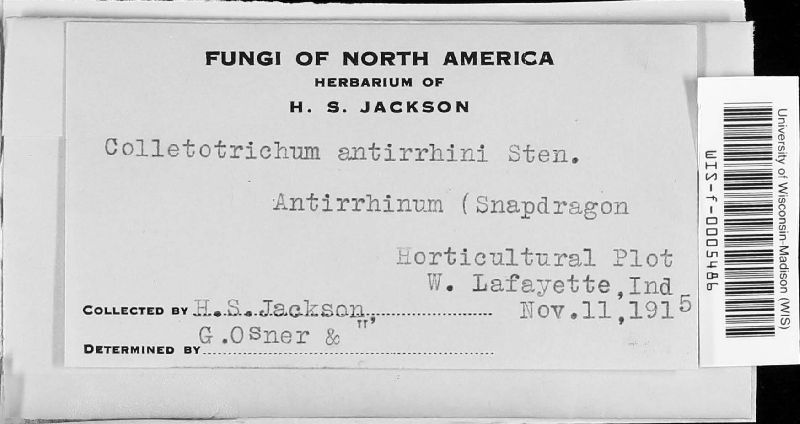 FUNGI OF NORTH AMERICA
HERBARIUM OF
H. S. JACKSON
Colletotrichum antirrhini Sten.
Antirrhinum (Snapdragon
Horticultural Plot
W. Lafayette, Ind
COLLECTED BY H.S. Jackson, Nov.11,1915
DETERMINED BY G.Osner & "
University of Wisconsin-Madison (WIS)
WIS-f-0005486